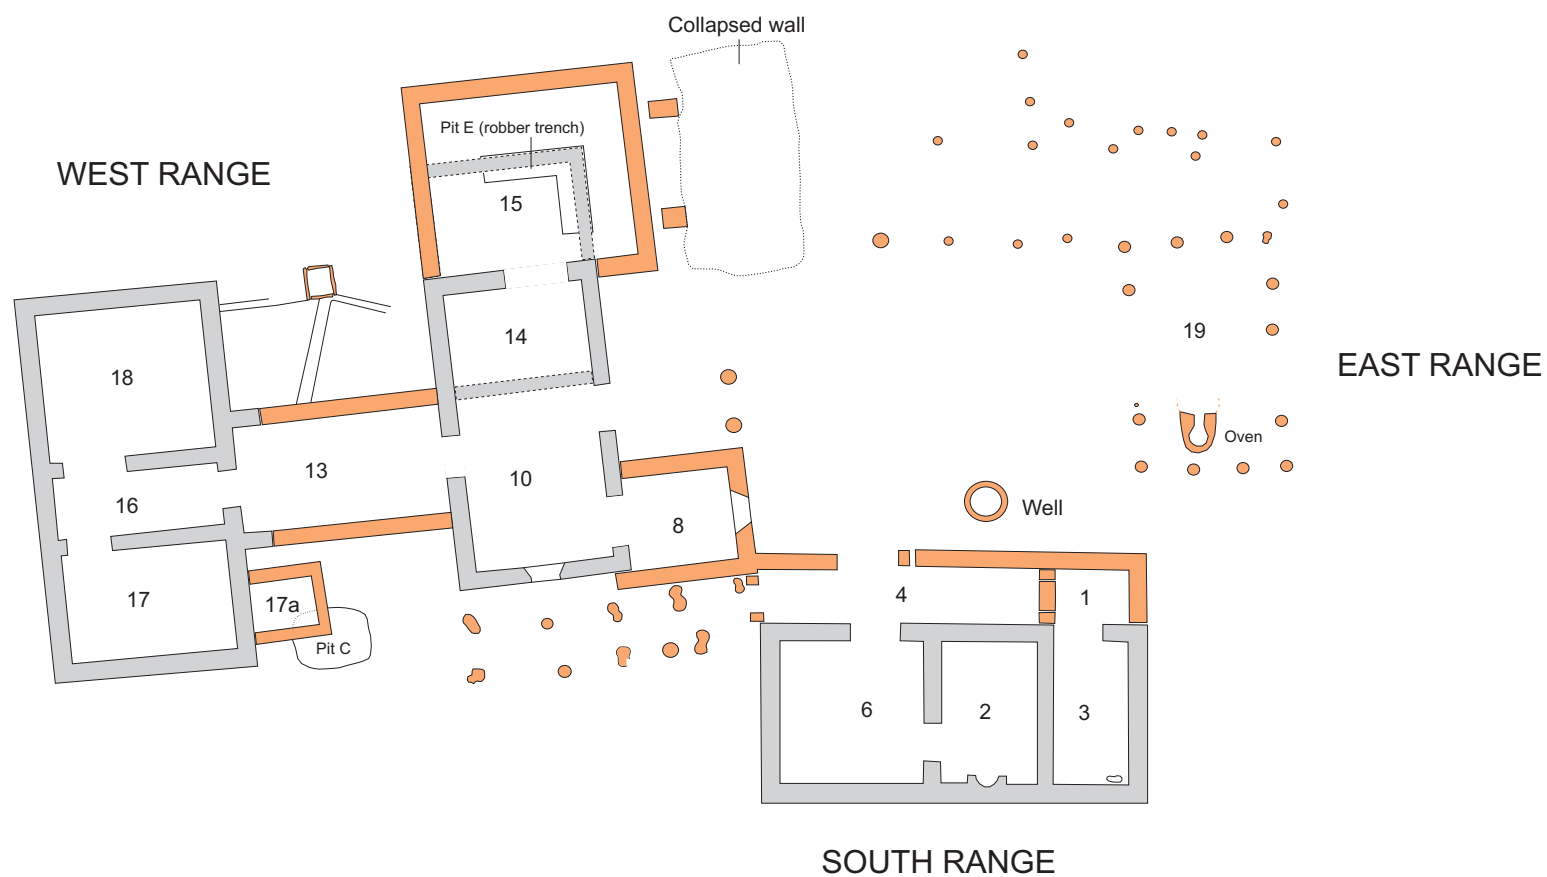 Collapsed wall
Pit E (robber trench)
WEST RANGE
15
14
19
EAST RANGE
18
Oven
13
10
16
Well
8
17
17a
4
1
Pit C
6
2
3
SOUTH RANGE